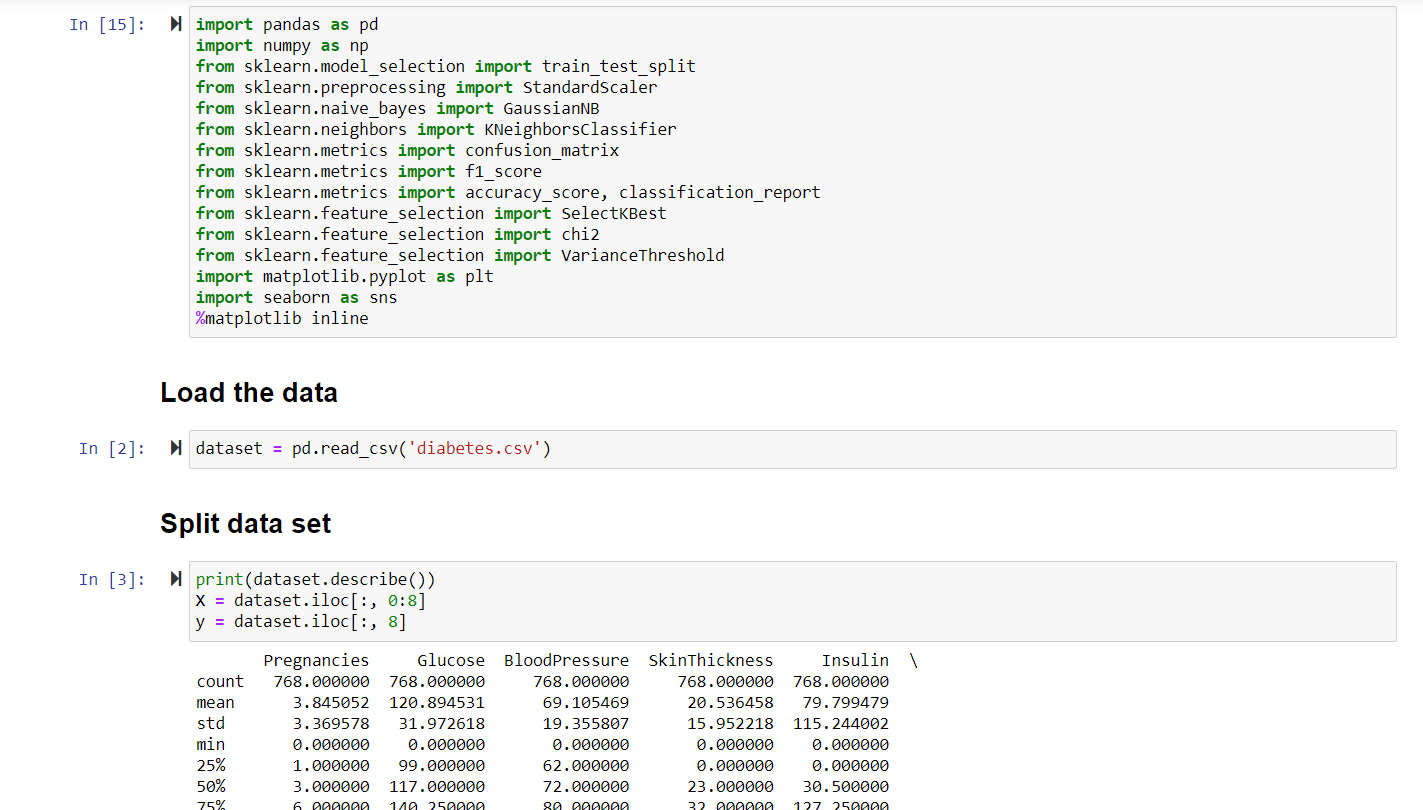 In [15]:
import pandas as pd
import numpy as np
from sklearn.model_selection import train_test_split
from sklearn.preprocessing import StandardScaler
from sklearn.naive_bayes import GaussianNB
from sklearn.neighbors import KNeighborsClassifier
from sklearn.metrics import confusion_matrix
from sklearn.metrics import f1_score
from sklearn.metrics import accuracy_score, classification_report
from sklearn.feature_selection import SelectKBest
from sklearn.feature_selection import chi2
from sklearn.feature_selection import VarianceThreshold
import matplotlib.pyplot as plt
import seaborn as sns
%matplotlib inline
Load the data
In [2]:
dataset = pd.read_csv('diabetes.csv')
Split data set
In [3]:
print(dataset.describe())
X = dataset.iloc[:, 0:8]
y = dataset.iloc[:, 8]
Pregnancies Glucose BloodPressure SkinThickness Insulin \
count 768.000000 768.000000 768.000000 768.000000 768.000000
mean 3.845052 120.894531 69.105469 20.536458 79.799479
std 3.369578 31.972618 19.355807 15.952218 115.244002
min 0.000000 0.000000 0.000000 0.000000 0.000000
25% 1.000000 99.000000 62.000000 0.000000 0.000000
50% 3.000000 117.000000 72.000000 23.000000 30.500000
75% 6.000000 140.250000 80.000000 32.000000 127.250000